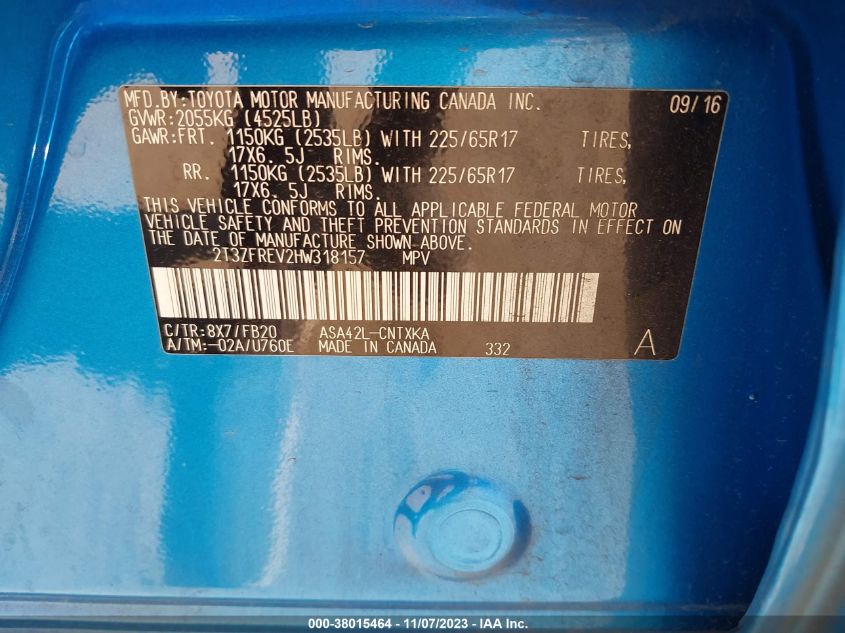 MFD.BY:TOYOTA MOTOR MANUFACTURING CANADA INC. 09/16
GVWR:2055KG (4525LB)
GAWR:FRT. 1150KG (2535LB) WITH 225/65R17 TIRES,
17X6. 5J RIMS.
RR. 1150KG (2535LB) WITH 225/65R17 TIRES,
17X6. 5J RIMS.
THIS VEHICLE CONFORMS TO ALL APPLICABLE FEDERAL MOTOR
VEHICLE SAFETY AND THEFT PREVENTION STANDARDS IN EFFECT ON
THE DATE OF MANUFACTURE SHOWN ABOVE.
2T3ZFREV2HW318157 MPV
C/TR:8X7/FB20 ASA42L-CNTXKA
A/TM:-02A/U760E MADE IN CANADA 332 A
000-38015464 - 11/07/2023 - IAA Inc.